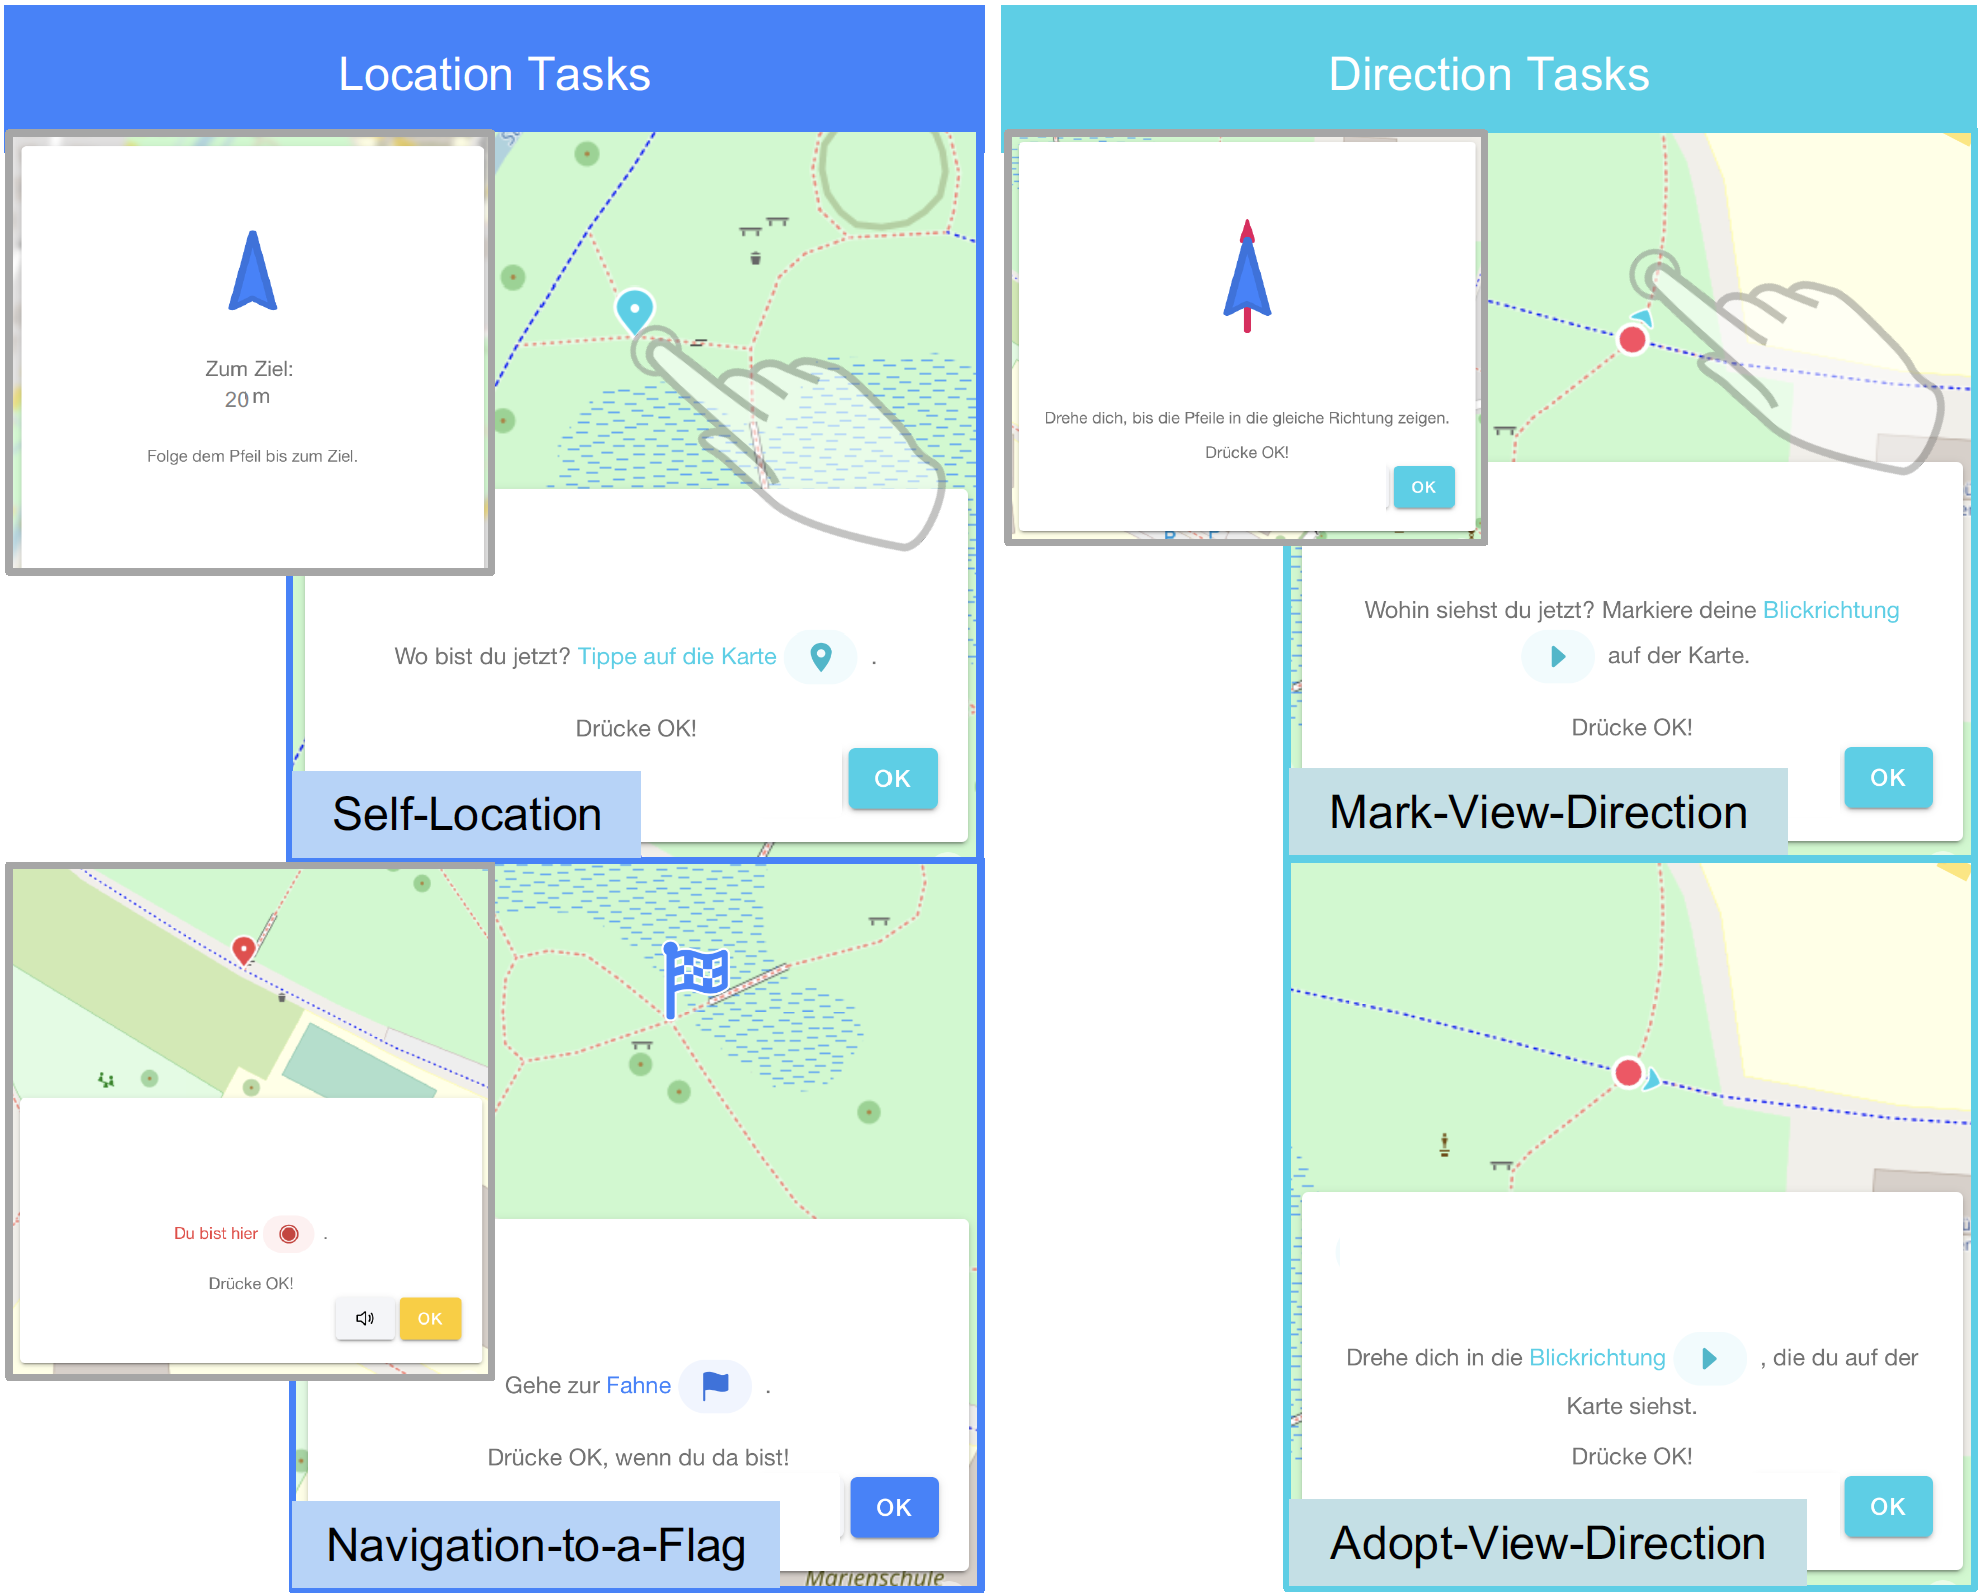 Location Tasks
Zum Ziel:
20 m
Folge dem Pfeil bis zum Ziel.
Wo bist du jetzt? Tippe auf die Karte .
Drücke OK!
OK
Self-Location
Du bist hier .
Drücke OK!
OK
Gehe zur Fahne .
Drücke OK, wenn du da bist!
OK
Navigation-to-a-Flag
Marienschule
Direction Tasks
Drehe dich, bis die Pfeile in die gleiche Richtung zeigen.
Drücke OK!
OK
Wohin siehst du jetzt? Markiere deine Blickrichtung
auf der Karte.
Drücke OK!
OK
Mark-View-Direction
Drehe dich in die Blickrichtung , die du auf der
Karte siehst.
Drücke OK!
OK
Adopt-View-Direction